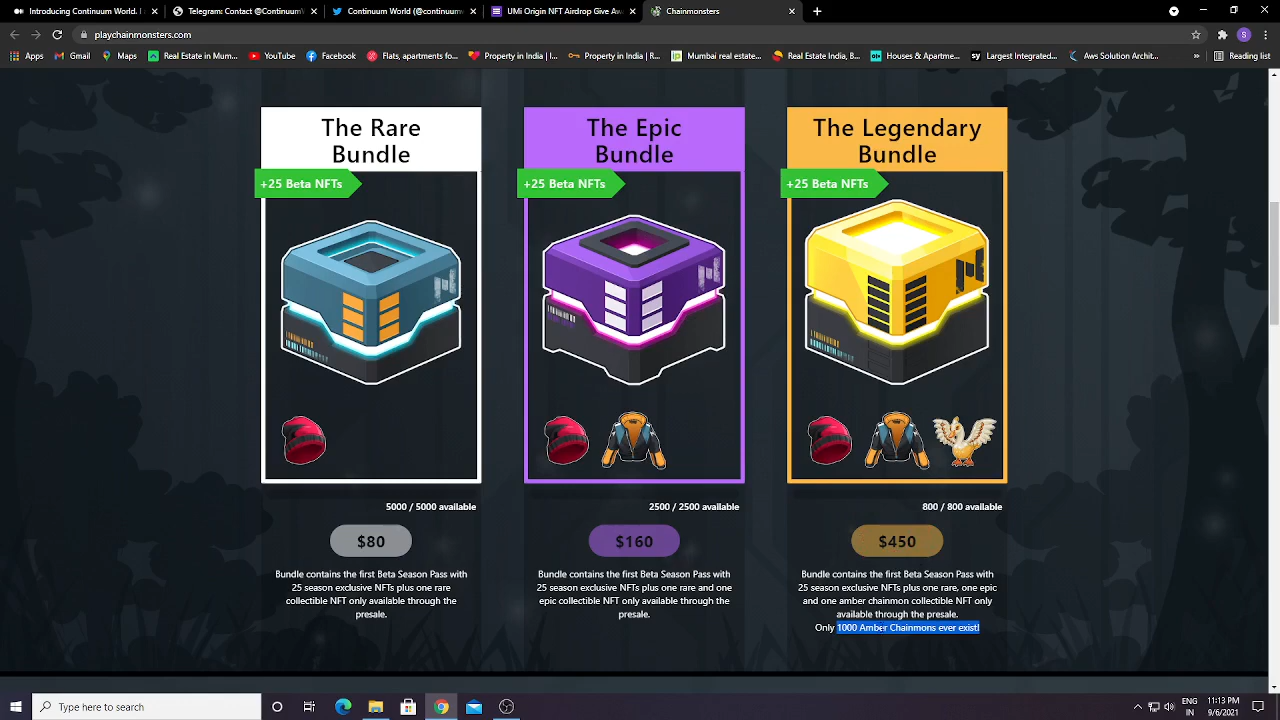 Introducing Continuum World. I
Telegram: Contact @ContinuumW
Continuum World (@continuumw
UMi Origin NFT Airdrop Give Aw
Chainmonsters
playchainmonsters.com
S
Apps
Gmail
Maps
Real Estate in Mum...
YouTube
Facebook
Flats, apartments fo...
Property in India | I...
Property in India | R...
Mumbai real estate...
Real Estate India, B...
Houses & Apartme...
Largest Integrated...
Aws Solution Archit...
»
Reading list
The Rare
Bundle
+25 Beta NFTs
5000 / 5000 available
$80
Bundle contains the first Beta Season Pass with
25 season exclusive NFTs plus one rare
collectible NFT only available through the
presale.
The Epic
Bundle
+25 Beta NFTs
2500 / 2500 available
$160
Bundle contains the first Beta Season Pass with
25 season exclusive NFTs plus one rare and one
epic collectible NFT only available through the
presale.
The Legendary
Bundle
+25 Beta NFTs
800 / 800 available
$450
Bundle contains the first Beta Season Pass with
25 season exclusive NFTs plus one rare, one epic
and one amber chainmon collectible NFT only
available through the presale.
Only 1000 Amber Chainmons ever exist!
Type here to search
ENG
IN
11:13 PM
9/6/2021